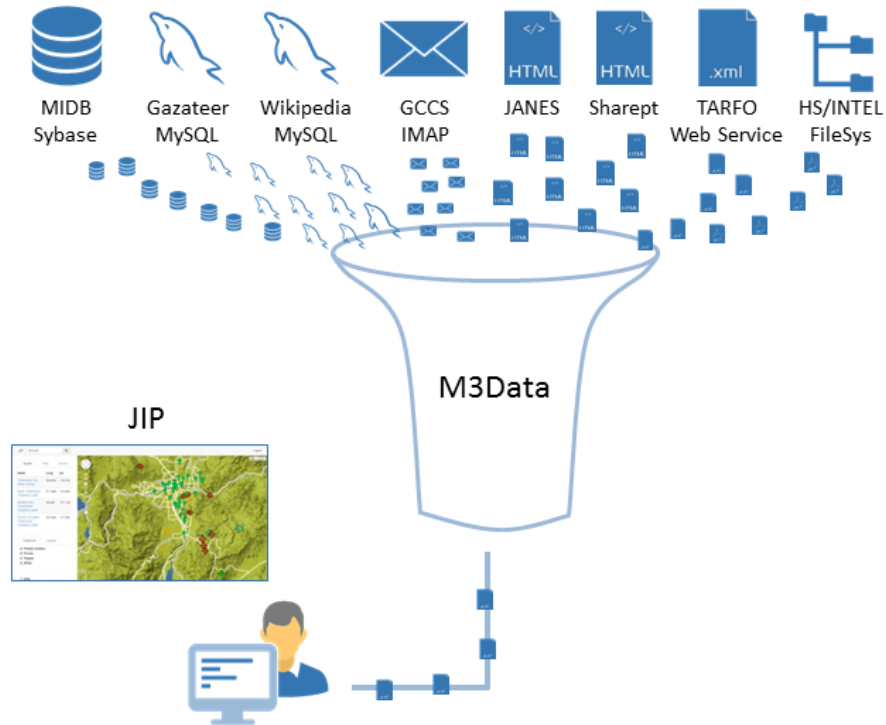 </> HTML
</> HTML
.xml
MIDB
Sybase
Gazateer
MySQL
Wikipedia
MySQL
GCCS
IMAP
JANES
Sharept
TARFO
Web Service
HS/INTEL
FileSys
M3Data
JIP